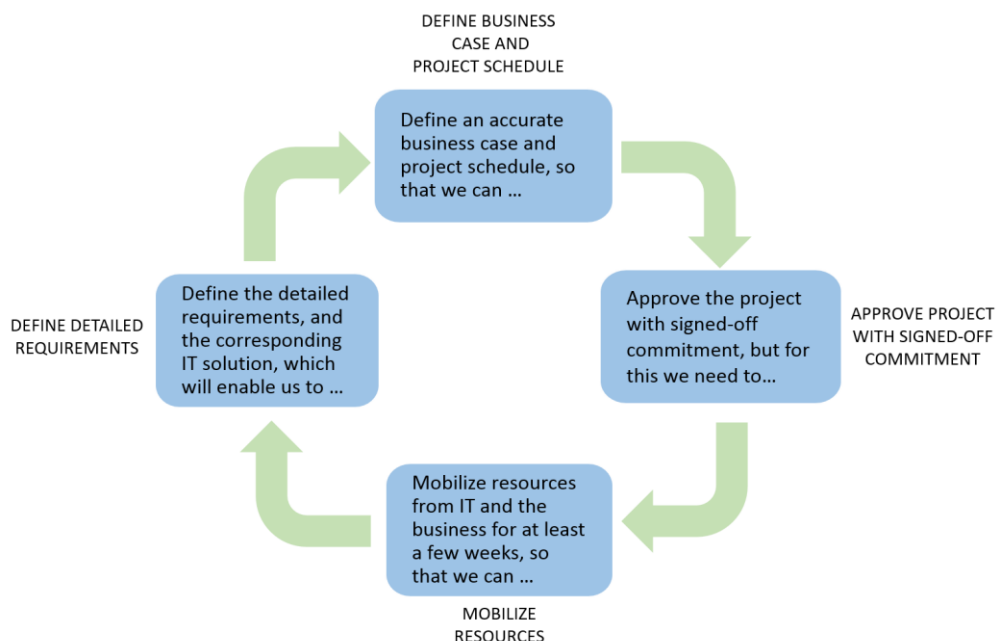 DEFINE BUSINESS
CASE AND
PROJECT SCHEDULE
Define an accurate
business case and
project schedule, so
that we can ...
Approve the project
with signed-off
commitment, but for
this we need to...
APPROVE PROJECT
WITH SIGNED-OFF
COMMITMENT
Mobilize resources
from IT and the
business for at least
a few weeks, so
that we can ...
MOBILIZE
RESOURCES
DEFINE DETAILED
REQUIREMENTS
Define the detailed
requirements, and
the corresponding
IT solution, which
will enable us to ...